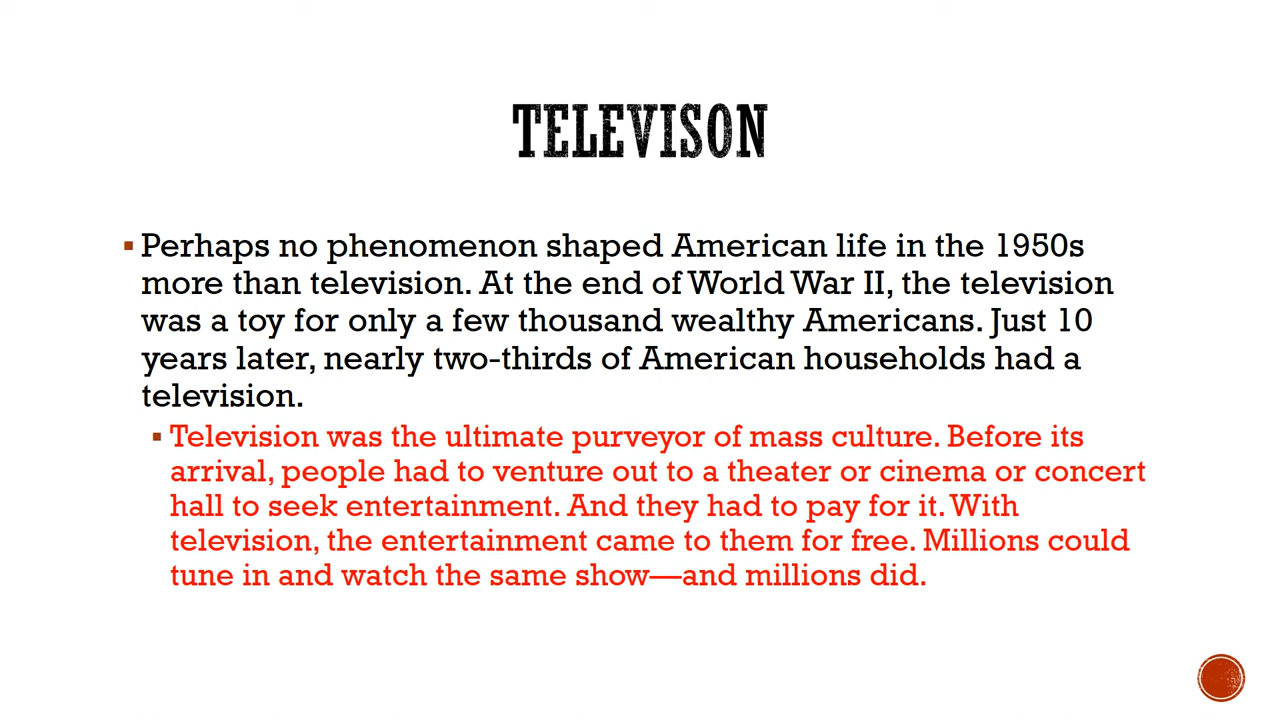 TELEVISON
▪ Perhaps no phenomenon shaped American life in the 1950s
more than television. At the end of World War II, the television
was a toy for only a few thousand wealthy Americans. Just 10
years later, nearly two-thirds of American households had a
television.
▪ Television was the ultimate purveyor of mass culture. Before its
arrival, people had to venture out to a theater or cinema or concert
hall to seek entertainment. And they had to pay for it. With
television, the entertainment came to them for free. Millions could
tune in and watch the same show—and millions did.